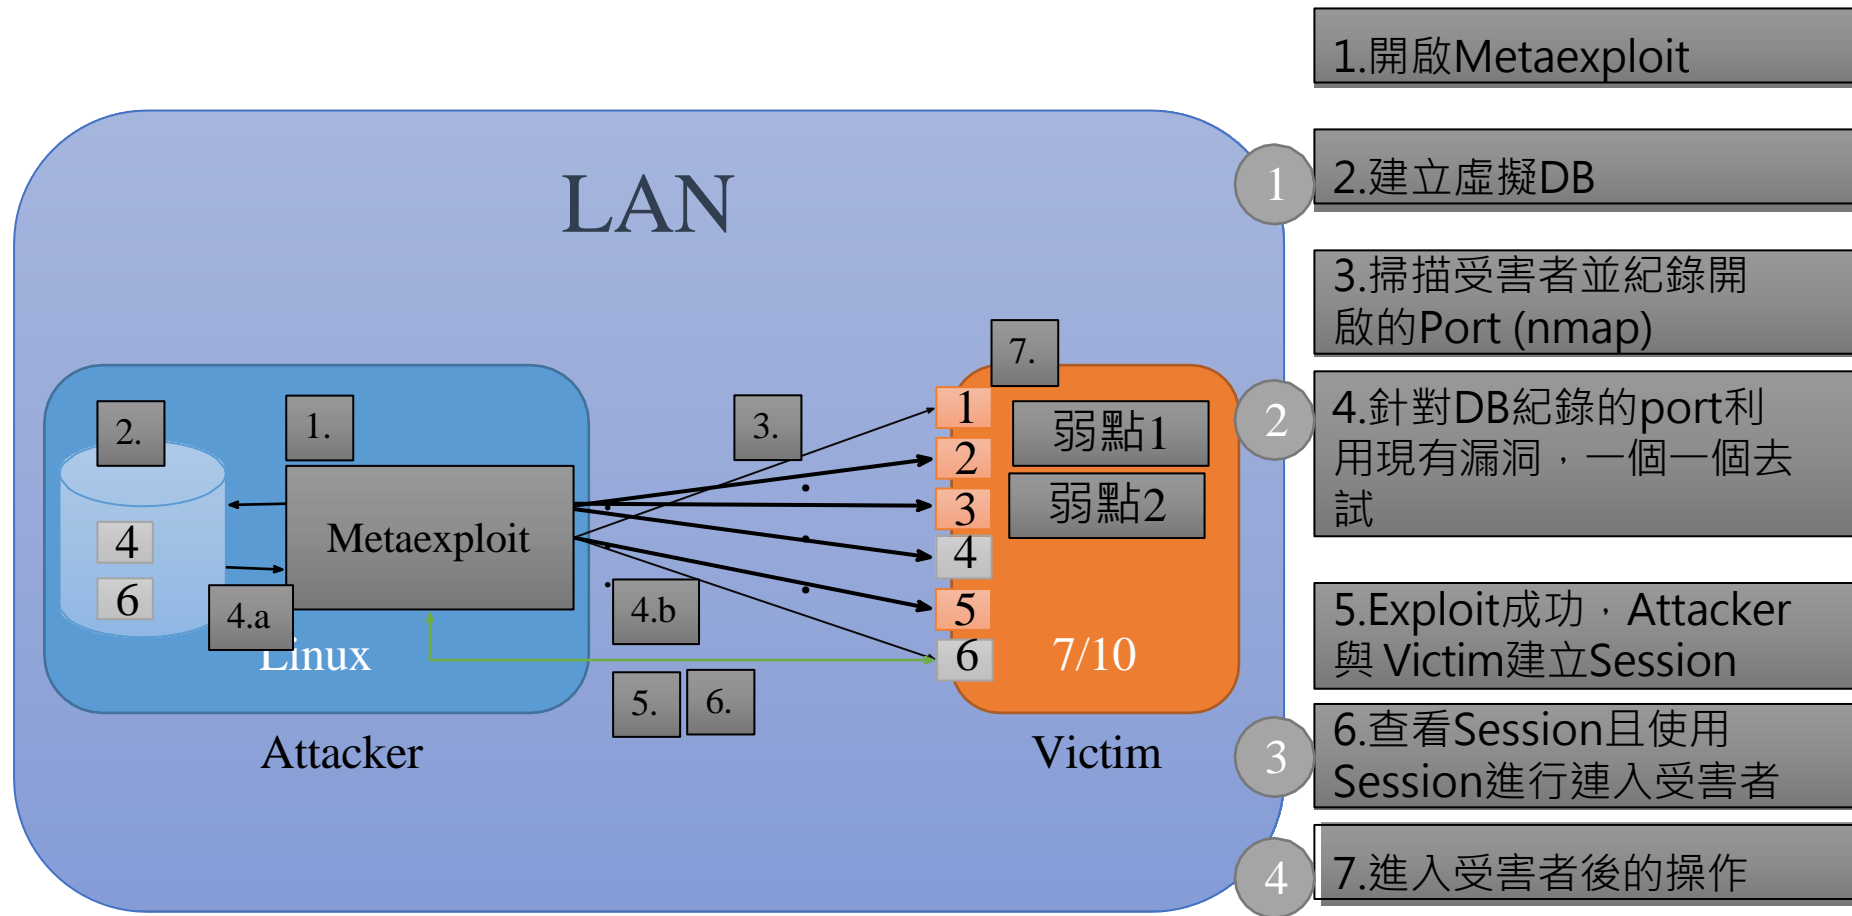 LAN
2.
1.
3.
7.
Metaexploit
4
6
4.a
Linux
4.b
5.
6.
1
2
3
4
5
6
弱點1
弱點2
7/10
Attacker
Victim
1.開啟Metaexploit
1
2.建立虛擬DB
3.掃描受害者並紀錄開
啟的Port (nmap)
2
4.針對DB紀錄的port利
用現有漏洞，一個一個去
試
5.Exploit成功，Attacker
與 Victim建立Session
3
6.查看Session且使用
Session進行連入受害者
4
7.進入受害者後的操作